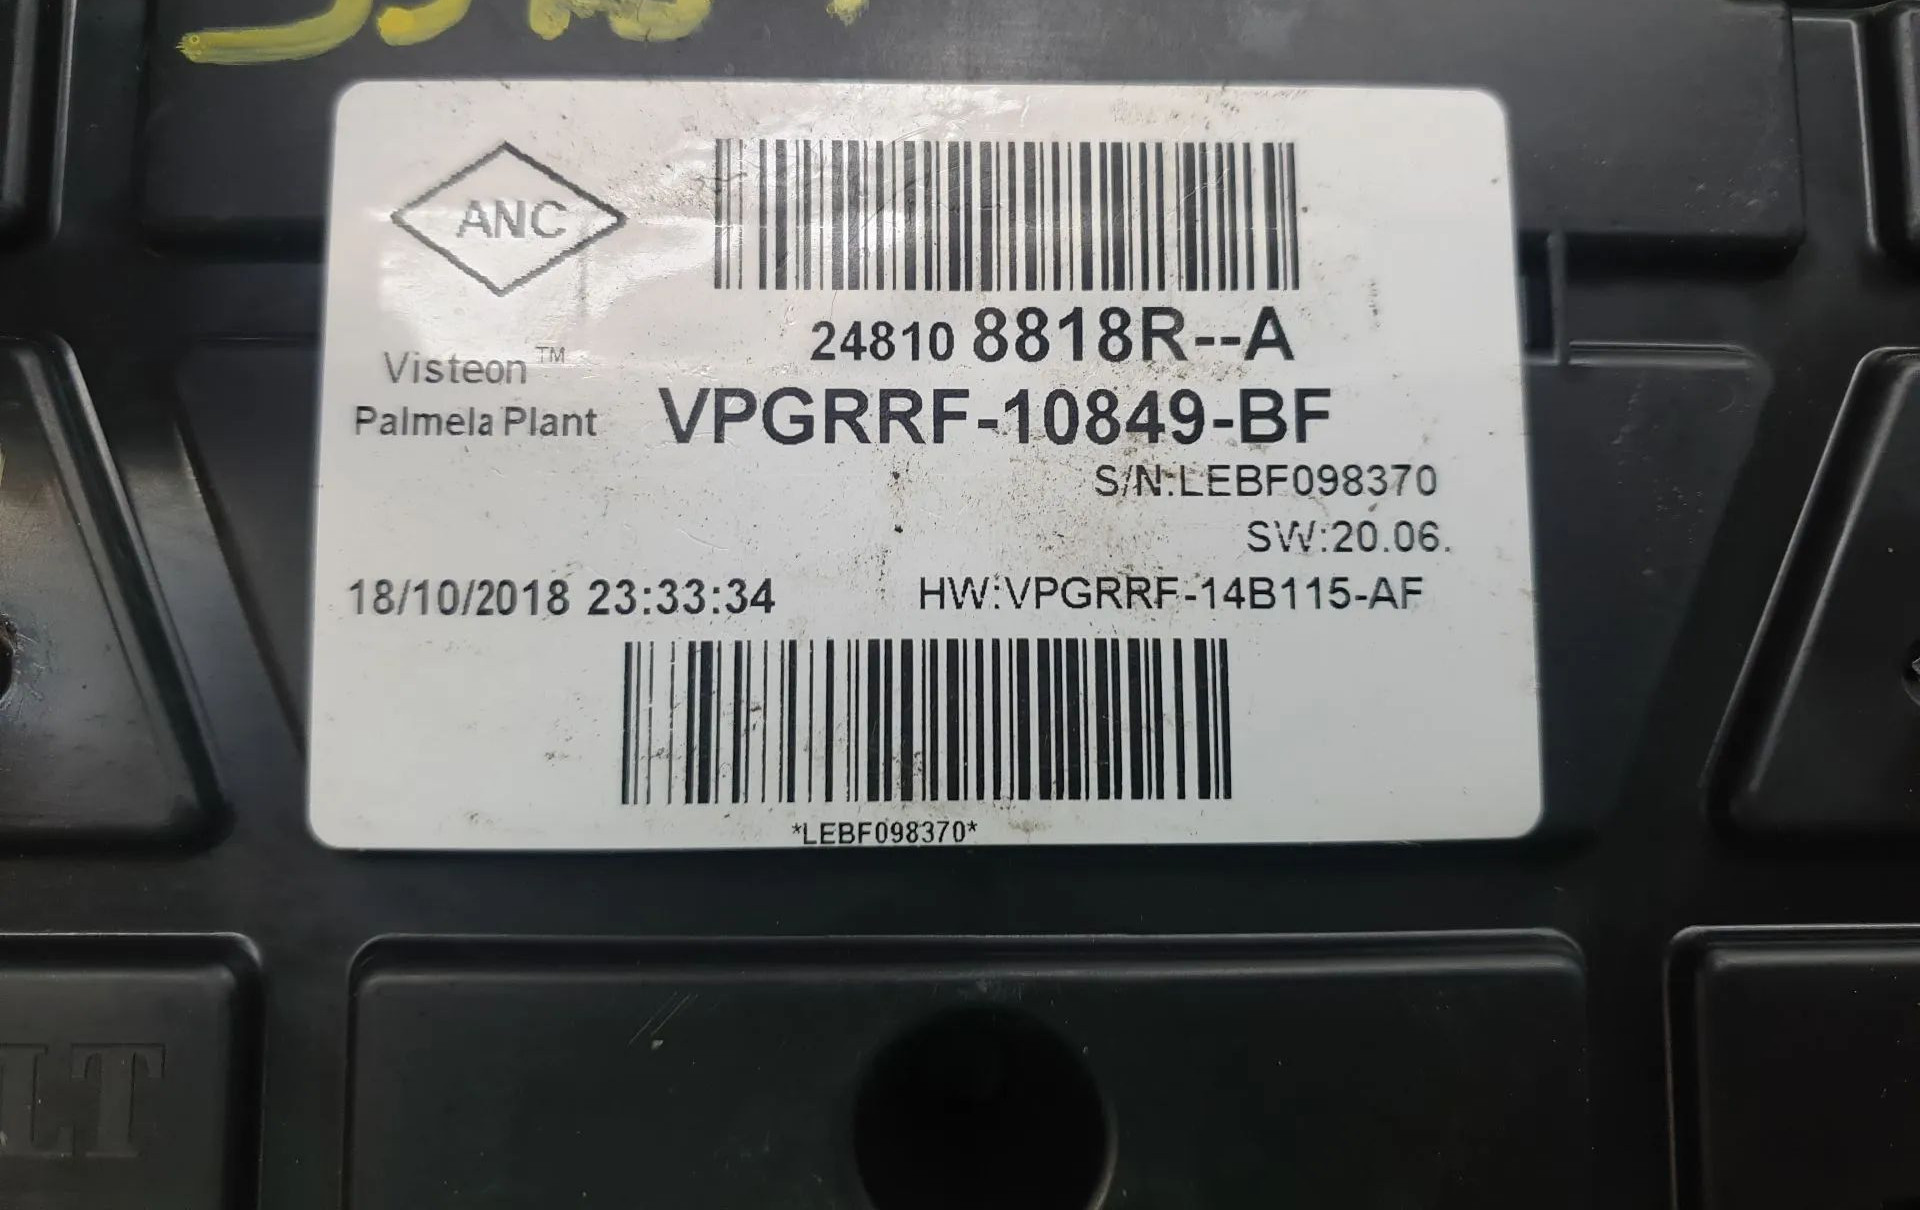 ANC
24810 8818R--A
Visteon™
Palmela Plant
VPGRRF-10849-BF
S/N:LEBF098370
SW:20.06.
18/10/2018 23:33:34
HW:VPGRRF-14B115-AF
*LEBF098370*
LT